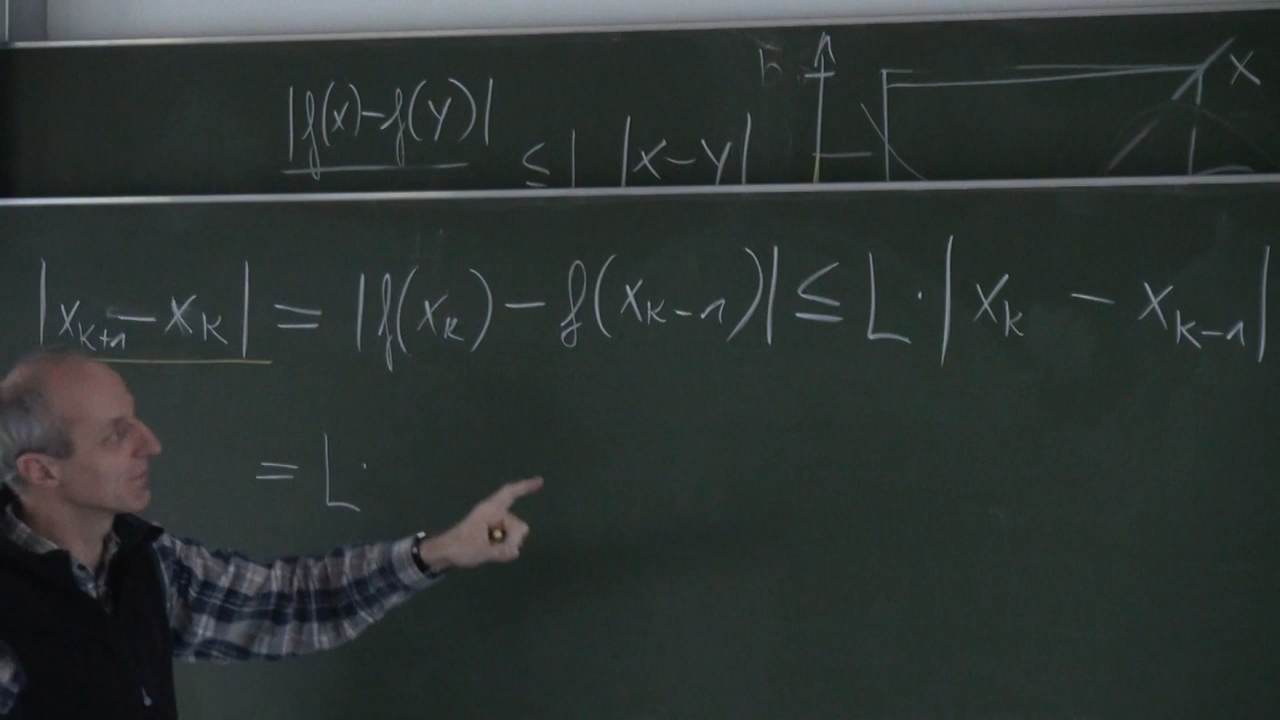 |f(x)-f(y)| ≤ | |x-y|
h
x
|x_{k+1} - x_k| = |f(x_k) - f(x_{k-1})| ≤ L · |x_k - x_{k-1}|
= L ·